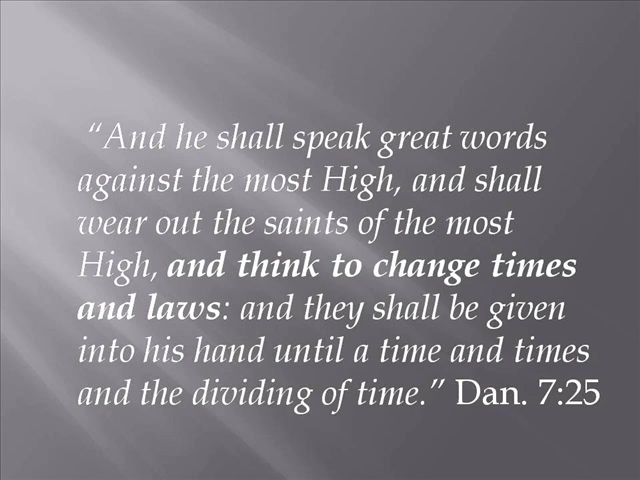 “And he shall speak great words
against the most High, and shall
wear out the saints of the most
High, and think to change times
and laws: and they shall be given
into his hand until a time and times
and the dividing of time.” Dan. 7:25